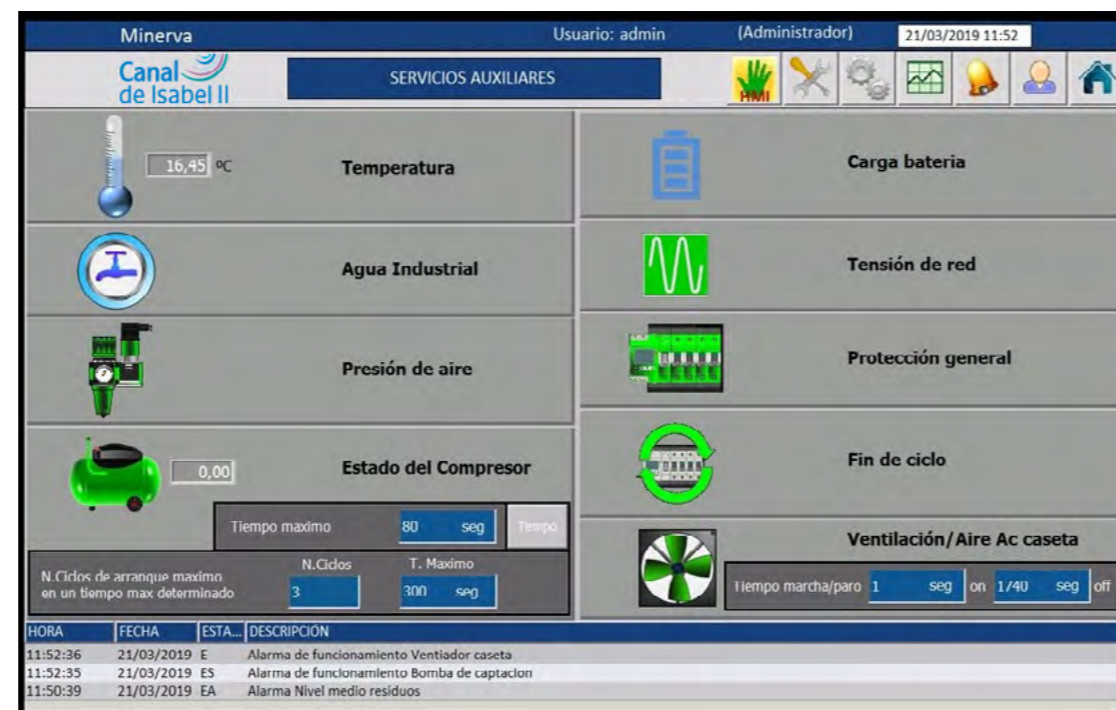 Minerva
Usuario: admin
(Administrador)
21/03/2019 11:52
Canal
de Isabel II
SERVICIOS AUXILIARES
HMI
16,45 ºC
Temperatura
Carga bateria
Agua Industrial
Tensión de red
Presión de aire
Protección general
0,00
Estado del Compresor
Fin de ciclo
Tiempo maximo 80 seg Tiempo
Ventilación/Aire Ac caseta
N.Ciclos T. Maximo
N.Ciclos de arranque maximo
en un tiempo max determinado
3 300 seg
Tiempo marcha/paro 1 seg on 1740 seg off
HORA FECHA ESTA... DESCRIPCIÓN
11:52:36 21/03/2019 E Alarma de funcionamiento Ventiador caseta
11:52:35 21/03/2019 ES Alarma de funcionamiento Bomba de captacion
11:50:39 21/03/2019 EA Alarma Nivel medio residuos